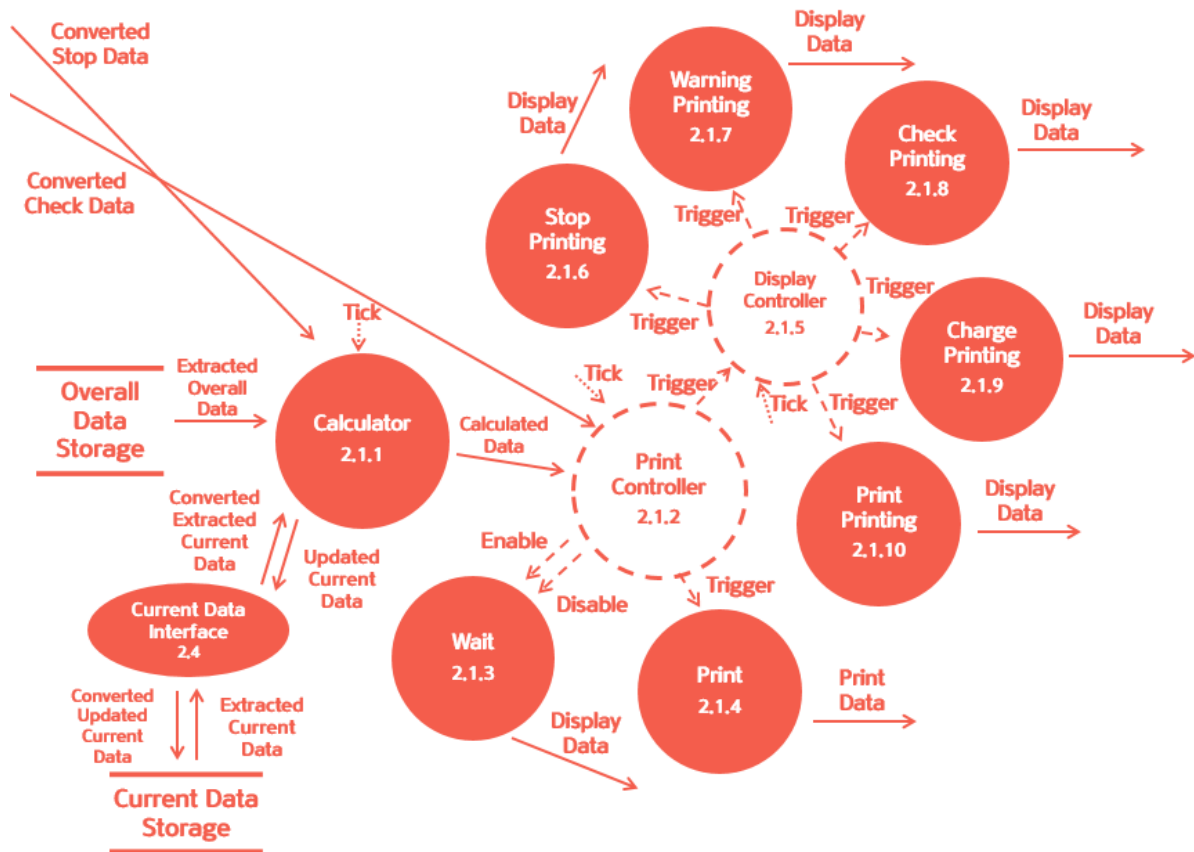 Converted
Stop Data
Converted
Check Data
Display
Data
Warning
Printing
2.1.7
Display
Data
Check
Printing
2.1.8
Display
Data
Stop
Printing
2.1.6
Trigger
Trigger
Display
Controller
2.1.5
Trigger
Trigger
Charge
Printing
2.1.9
Display
Data
Tick
Tick
Trigger
Tick
Trigger
Overall
Data
Storage
Extracted
Overall
Data
Calculator
2.1.1
Calculated
Data
Print
Controller
2.1.2
Print
Printing
2.1.10
Display
Data
Converted
Extracted
Current
Data
Updated
Current
Data
Enable
Disable
Trigger
Current Data
Interface
2.4
Wait
2.1.3
Print
2.1.4
Print
Data
Converted
Updated
Current
Data
Extracted
Current
Data
Display
Data
Current Data
Storage